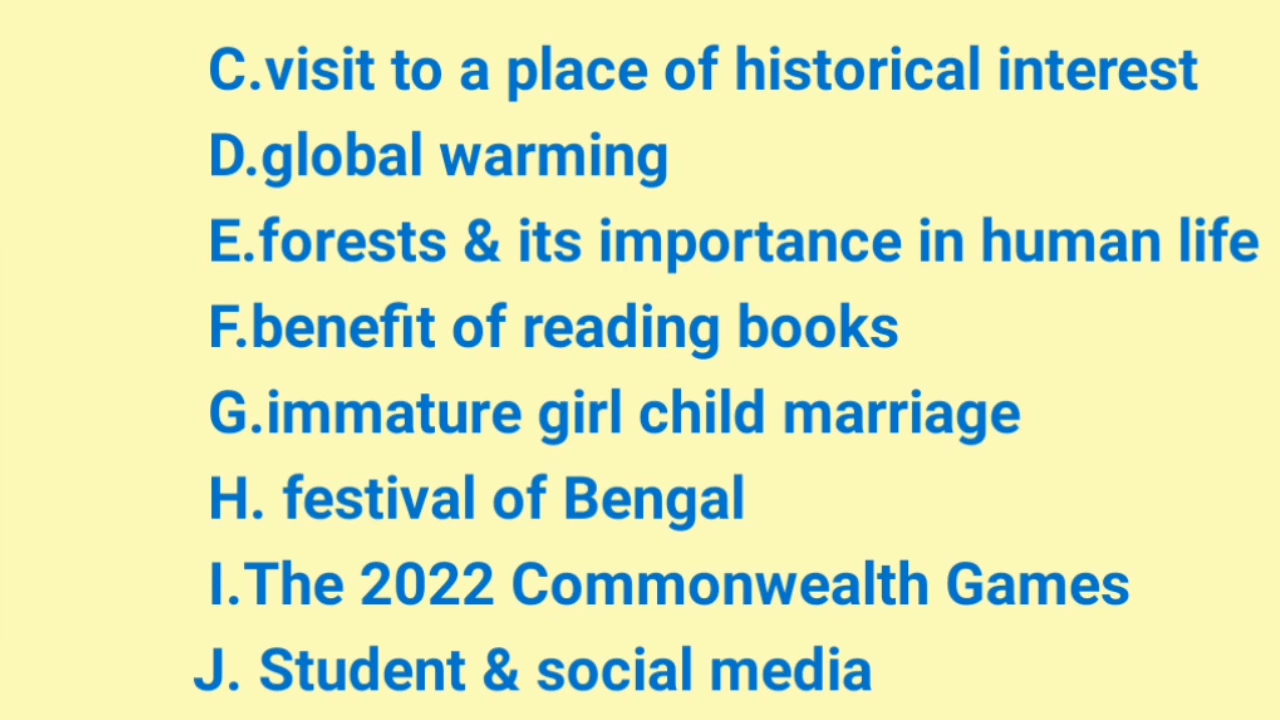 C.visit to a place of historical interest
D.global warming
E.forests & its importance in human life
F.benefit of reading books
G.immature girl child marriage
H. festival of Bengal
I.The 2022 Commonwealth Games
J. Student & social media